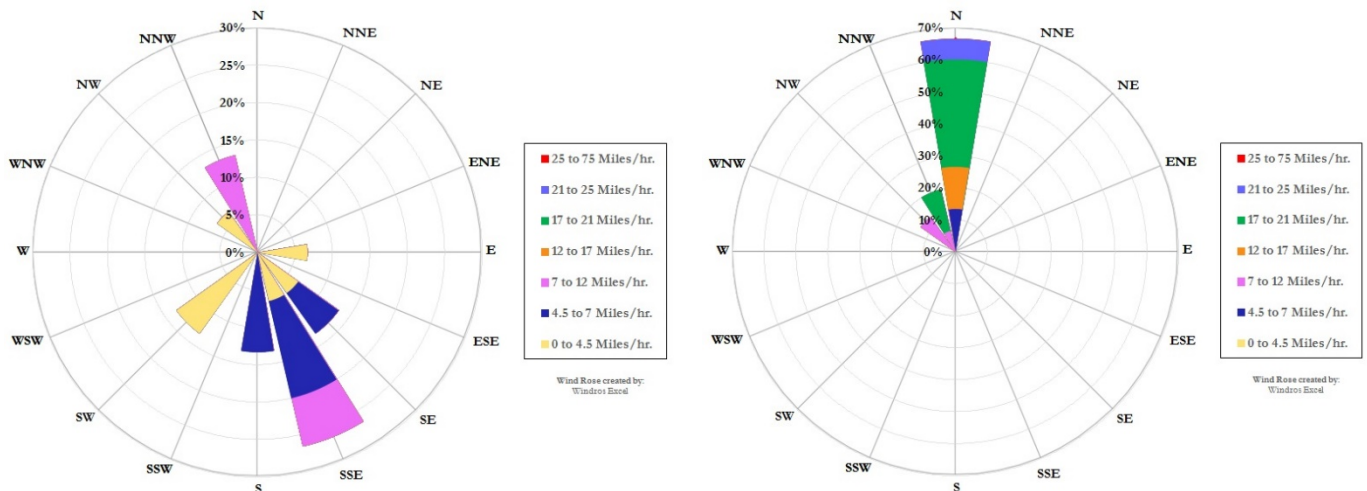 N
NNE
NE
ENE
E
ESE
SE
SSE
S
SSW
SW
WSW
W
WNW
NW
NNW
30%
25%
20%
15%
10%
5%
0%
25 to 75 Miles/hr.
21 to 25 Miles/hr.
17 to 21 Miles/hr.
12 to 17 Miles/hr.
7 to 12 Miles/hr.
4.5 to 7 Miles/hr.
0 to 4.5 Miles/hr.
Wind Rose created by:
Windros Excel
N
NNE
NE
ENE
E
ESE
SE
SSE
S
SSW
SW
WSW
W
WNW
NW
NNW
70%
60%
50%
40%
30%
20%
10%
0%
25 to 75 Miles/hr.
21 to 25 Miles/hr.
17 to 21 Miles/hr.
12 to 17 Miles/hr.
7 to 12 Miles/hr.
4.5 to 7 Miles/hr.
0 to 4.5 Miles/hr.
Wind Rose created by:
Windros Excel